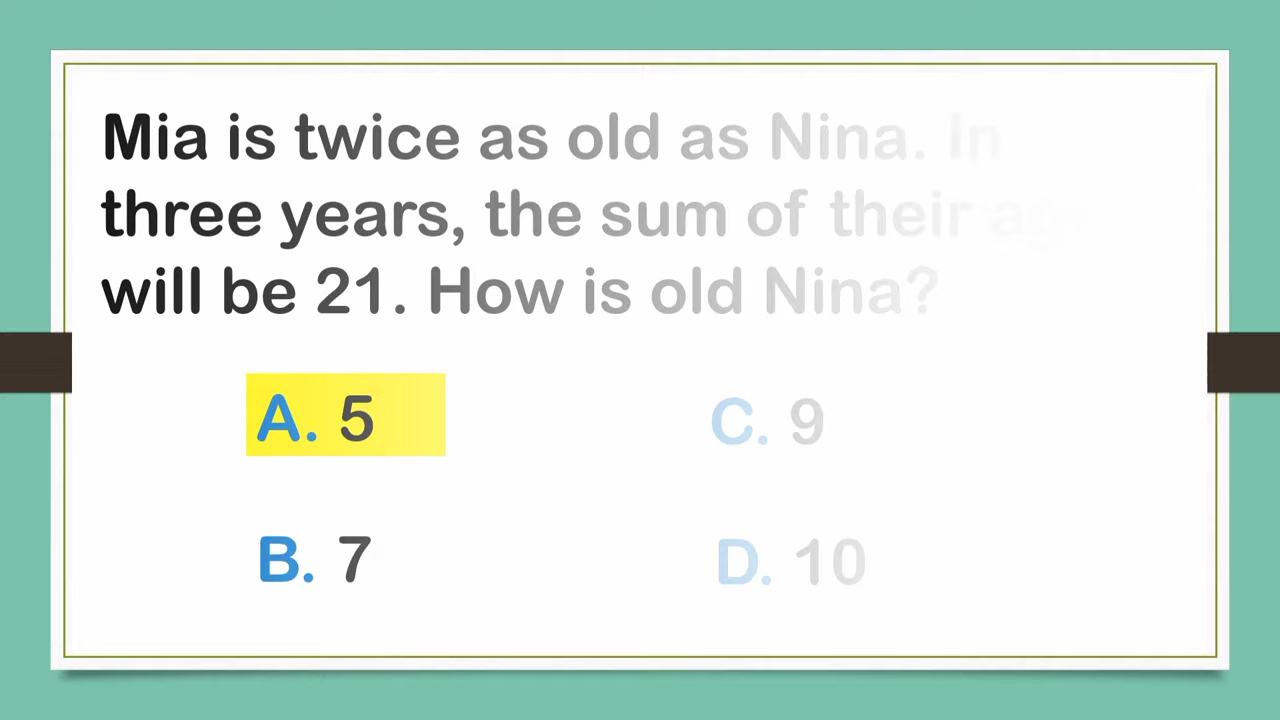 Mia is twice as old as Nina. In
three years, the sum of their
will be 21. How is old Nina?
A. 5
C. 9
B. 7
D. 10